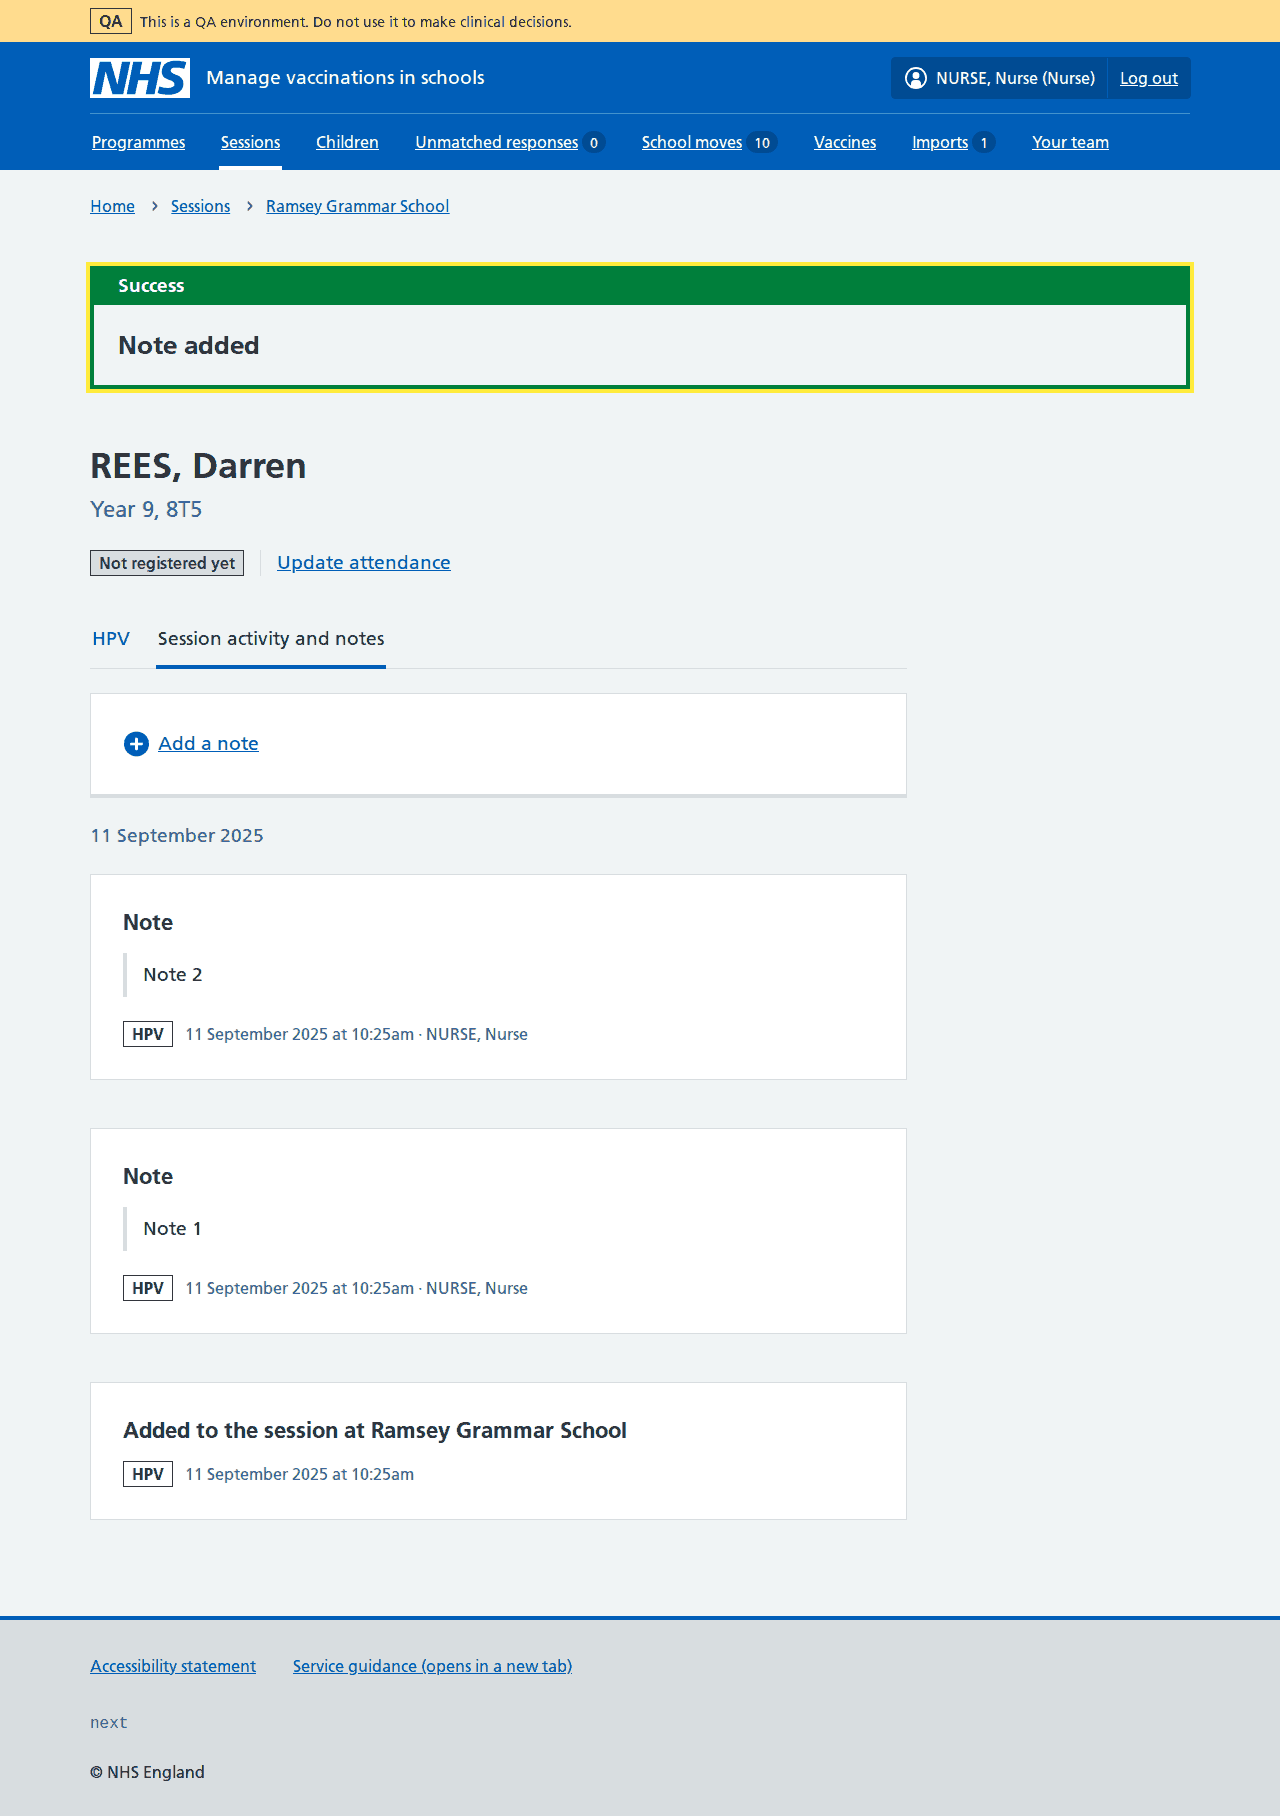 QA This is a QA environment. Do not use it to make clinical decisions.
NHS Manage vaccinations in schools NURSE, Nurse (Nurse) Log out
Programmes Sessions Children Unmatched responses 0 School moves 10 Vaccines Imports 1 Your team
Home › Sessions › Ramsey Grammar School
Success
Note added
REES, Darren
Year 9, 8T5
Not registered yet Update attendance
HPV Session activity and notes
Add a note
11 September 2025
Note
Note 2
HPV 11 September 2025 at 10:25am · NURSE, Nurse
Note
Note 1
HPV 11 September 2025 at 10:25am · NURSE, Nurse
Added to the session at Ramsey Grammar School
HPV 11 September 2025 at 10:25am
Accessibility statement Service guidance (opens in a new tab)
next
© NHS England